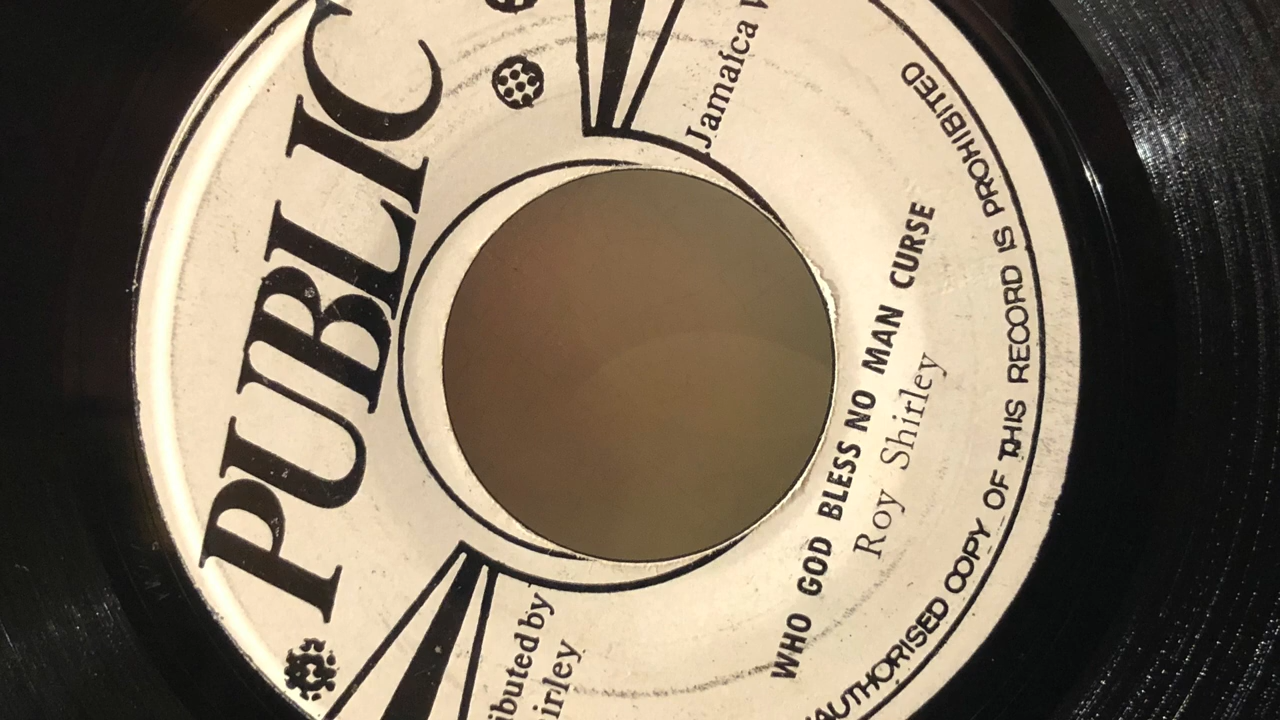 PUBLIC
Jamaica
ibuted by
irley
WHO GOD BLESS NO MAN CURSE
Roy Shirley
AUTHORISED COPY OF THIS RECORD IS PROHIBITED